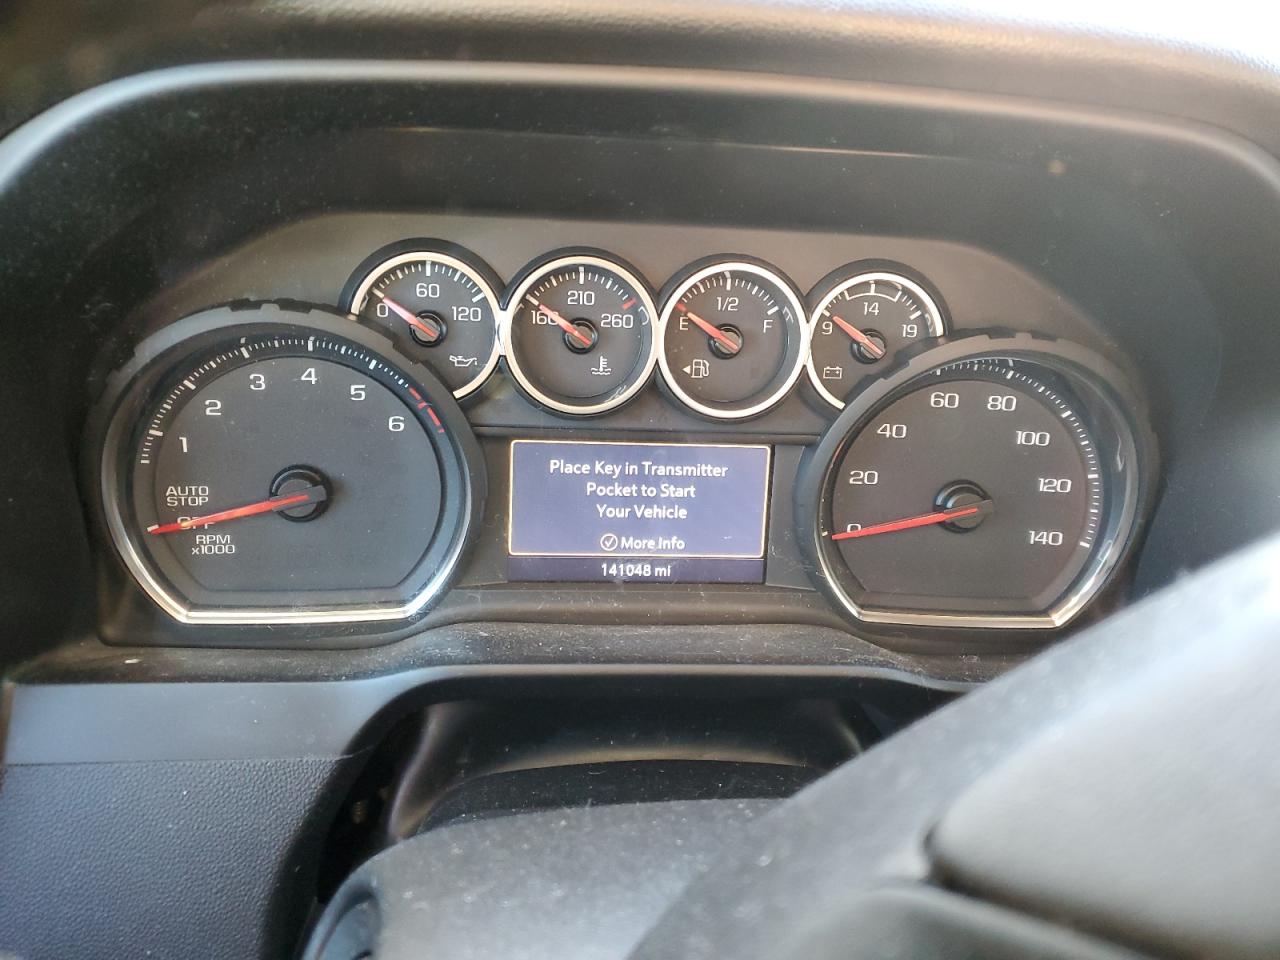 0 60 120
160 210 260
E 1/2 F
9 14 19
1 2 3 4 5 6
AUTO
STOP
OFF
RPM
x1000
Place Key in Transmitter
Pocket to Start
Your Vehicle
More Info
141048 mi
0 20 40 60 80 100 120 140